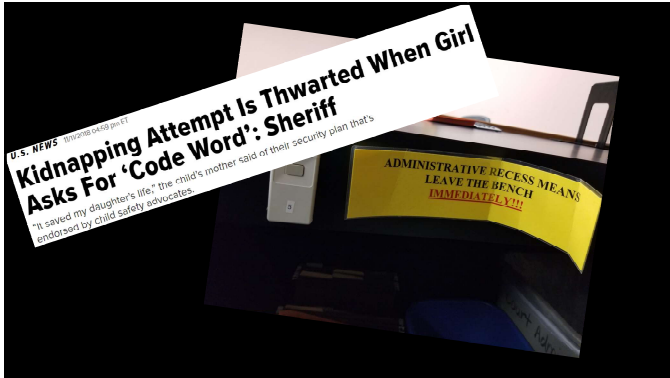 U.S. NEWS 11/11/2018 04:59 pm ET
Kidnapping Attempt Is Thwarted When Girl
Asks For ‘Code Word’: Sheriff
“It saved my daughter’s life,” the child’s mother said of their security plan that’s
endorsed by child safety advocates.
ADMINISTRATIVE RECESS MEANS
LEAVE THE BENCH
IMMEDIATELY!!!